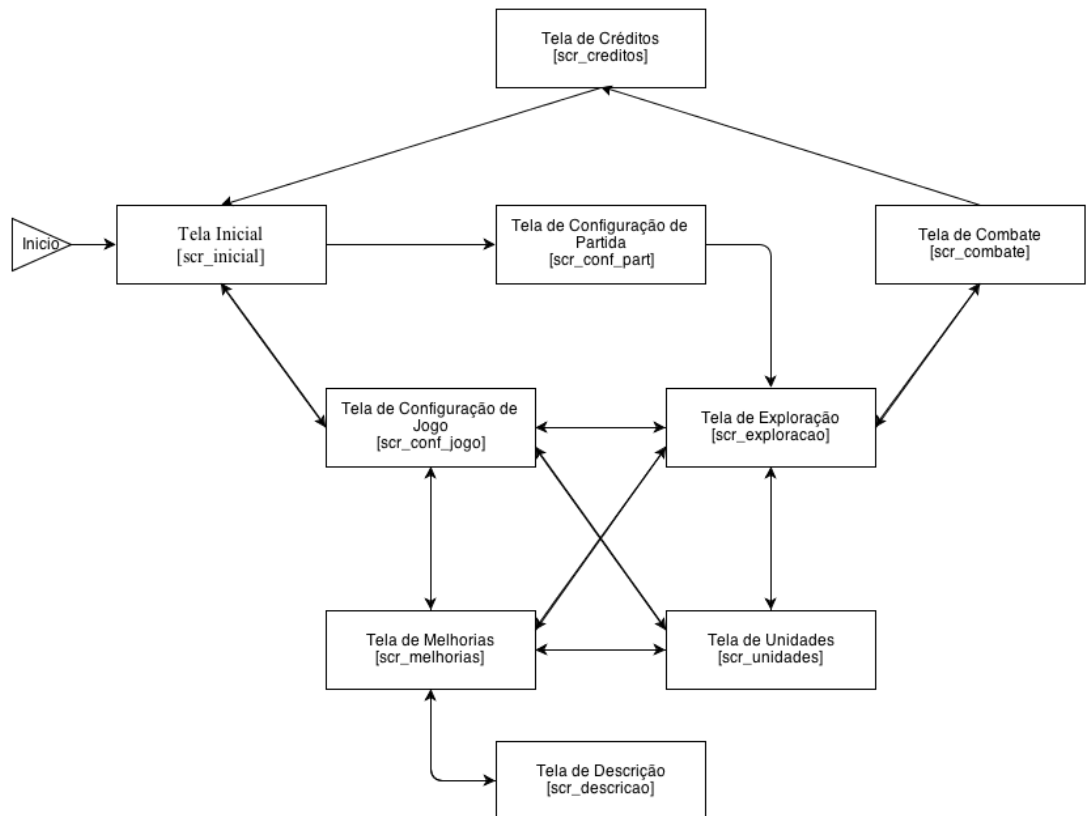 Tela de Créditos
[scr_creditos]
Inicio
Tela Inicial
[scr_inicial]
Tela de Configuração de
Partida
[scr_conf_part]
Tela de Combate
[scr_combate]
Tela de Configuração de
Jogo
[scr_conf_jogo]
Tela de Exploração
[scr_exploracao]
Tela de Melhorias
[scr_melhorias]
Tela de Unidades
[scr_unidades]
Tela de Descrição
[scr_descricao]